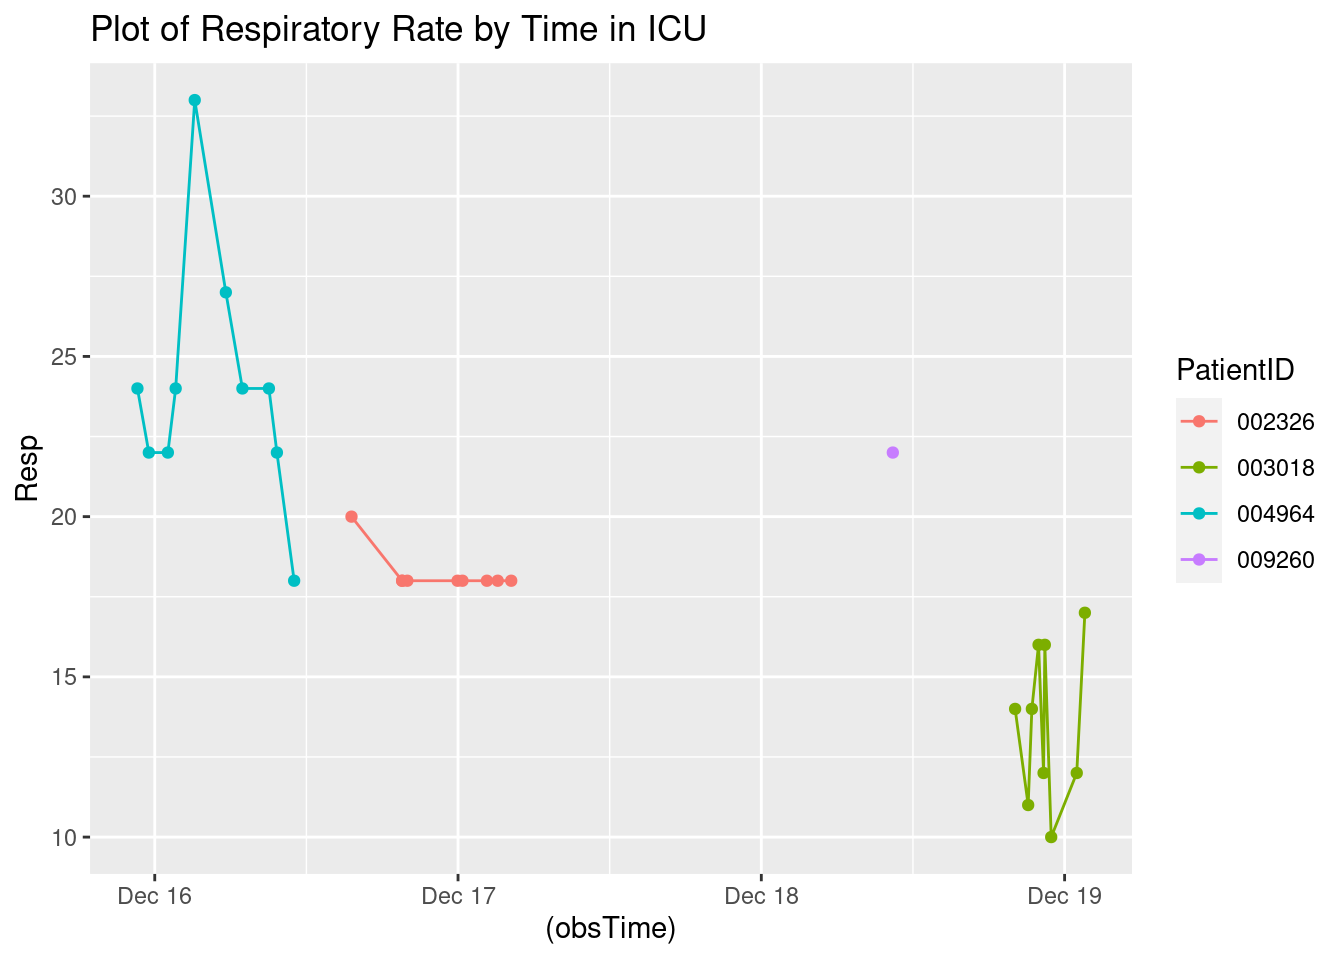 Plot of Respiratory Rate by Time in ICU
30
25
20
15
10
Resp
Dec 16
Dec 17
Dec 18
Dec 19
(obsTime)
PatientID
002326
003018
004964
009260